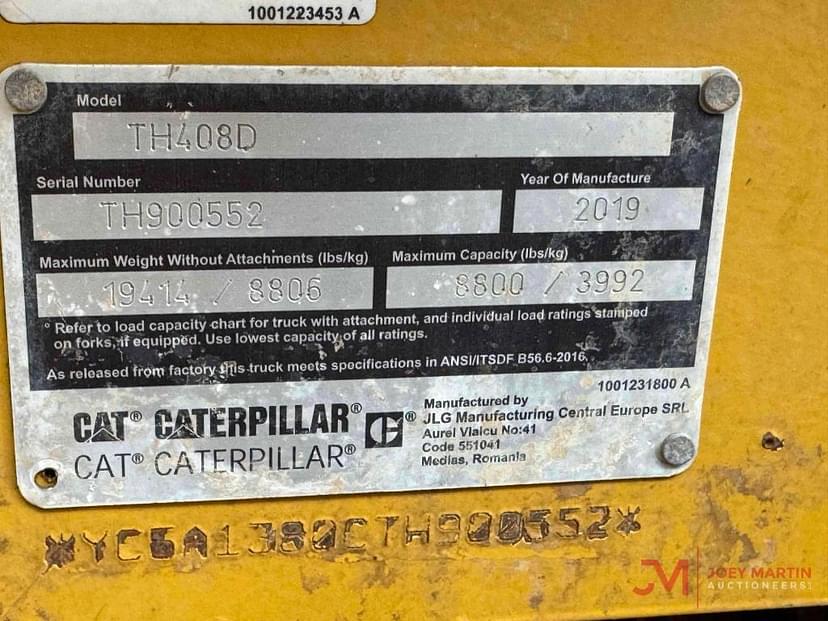 1001223453 A
Model
TH408D
Serial Number Year Of Manufacture
TH900552 2019
Maximum Weight Without Attachments (lbs/kg) Maximum Capacity (lbs/kg)
19414 / 8806 8800 / 3992
° Refer to load capacity chart for truck with attachment, and individual load ratings stamped
on forks, if equipped. Use lowest capacity of all ratings.
As released from factory this truck meets specifications in ANSI/ITSDF B56.6-2016.
1001231800 A
CAT® CATERPILLAR®
CAT® CATERPILLAR®
Manufactured by
® JLG Manufacturing Central Europe SRL
Aurel Vlaicu No:41
Code 551041
Medias, Romania
*YC6A1380CTH900552*
JM JOEY MARTIN
AUCTIONEERS